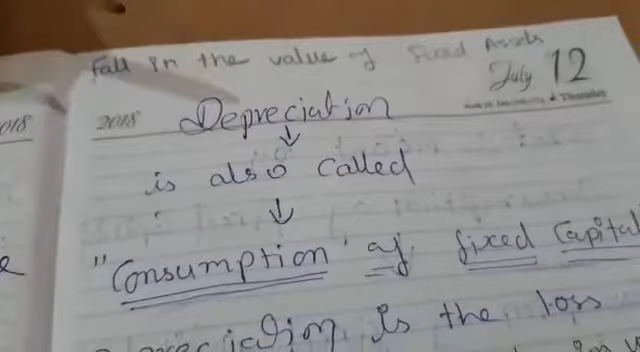 Fall in the value of Fixed Assets
July 12
Thursday
018
2018
Depreciation
is also called
"Consumption" of fixed Capital
is the loss